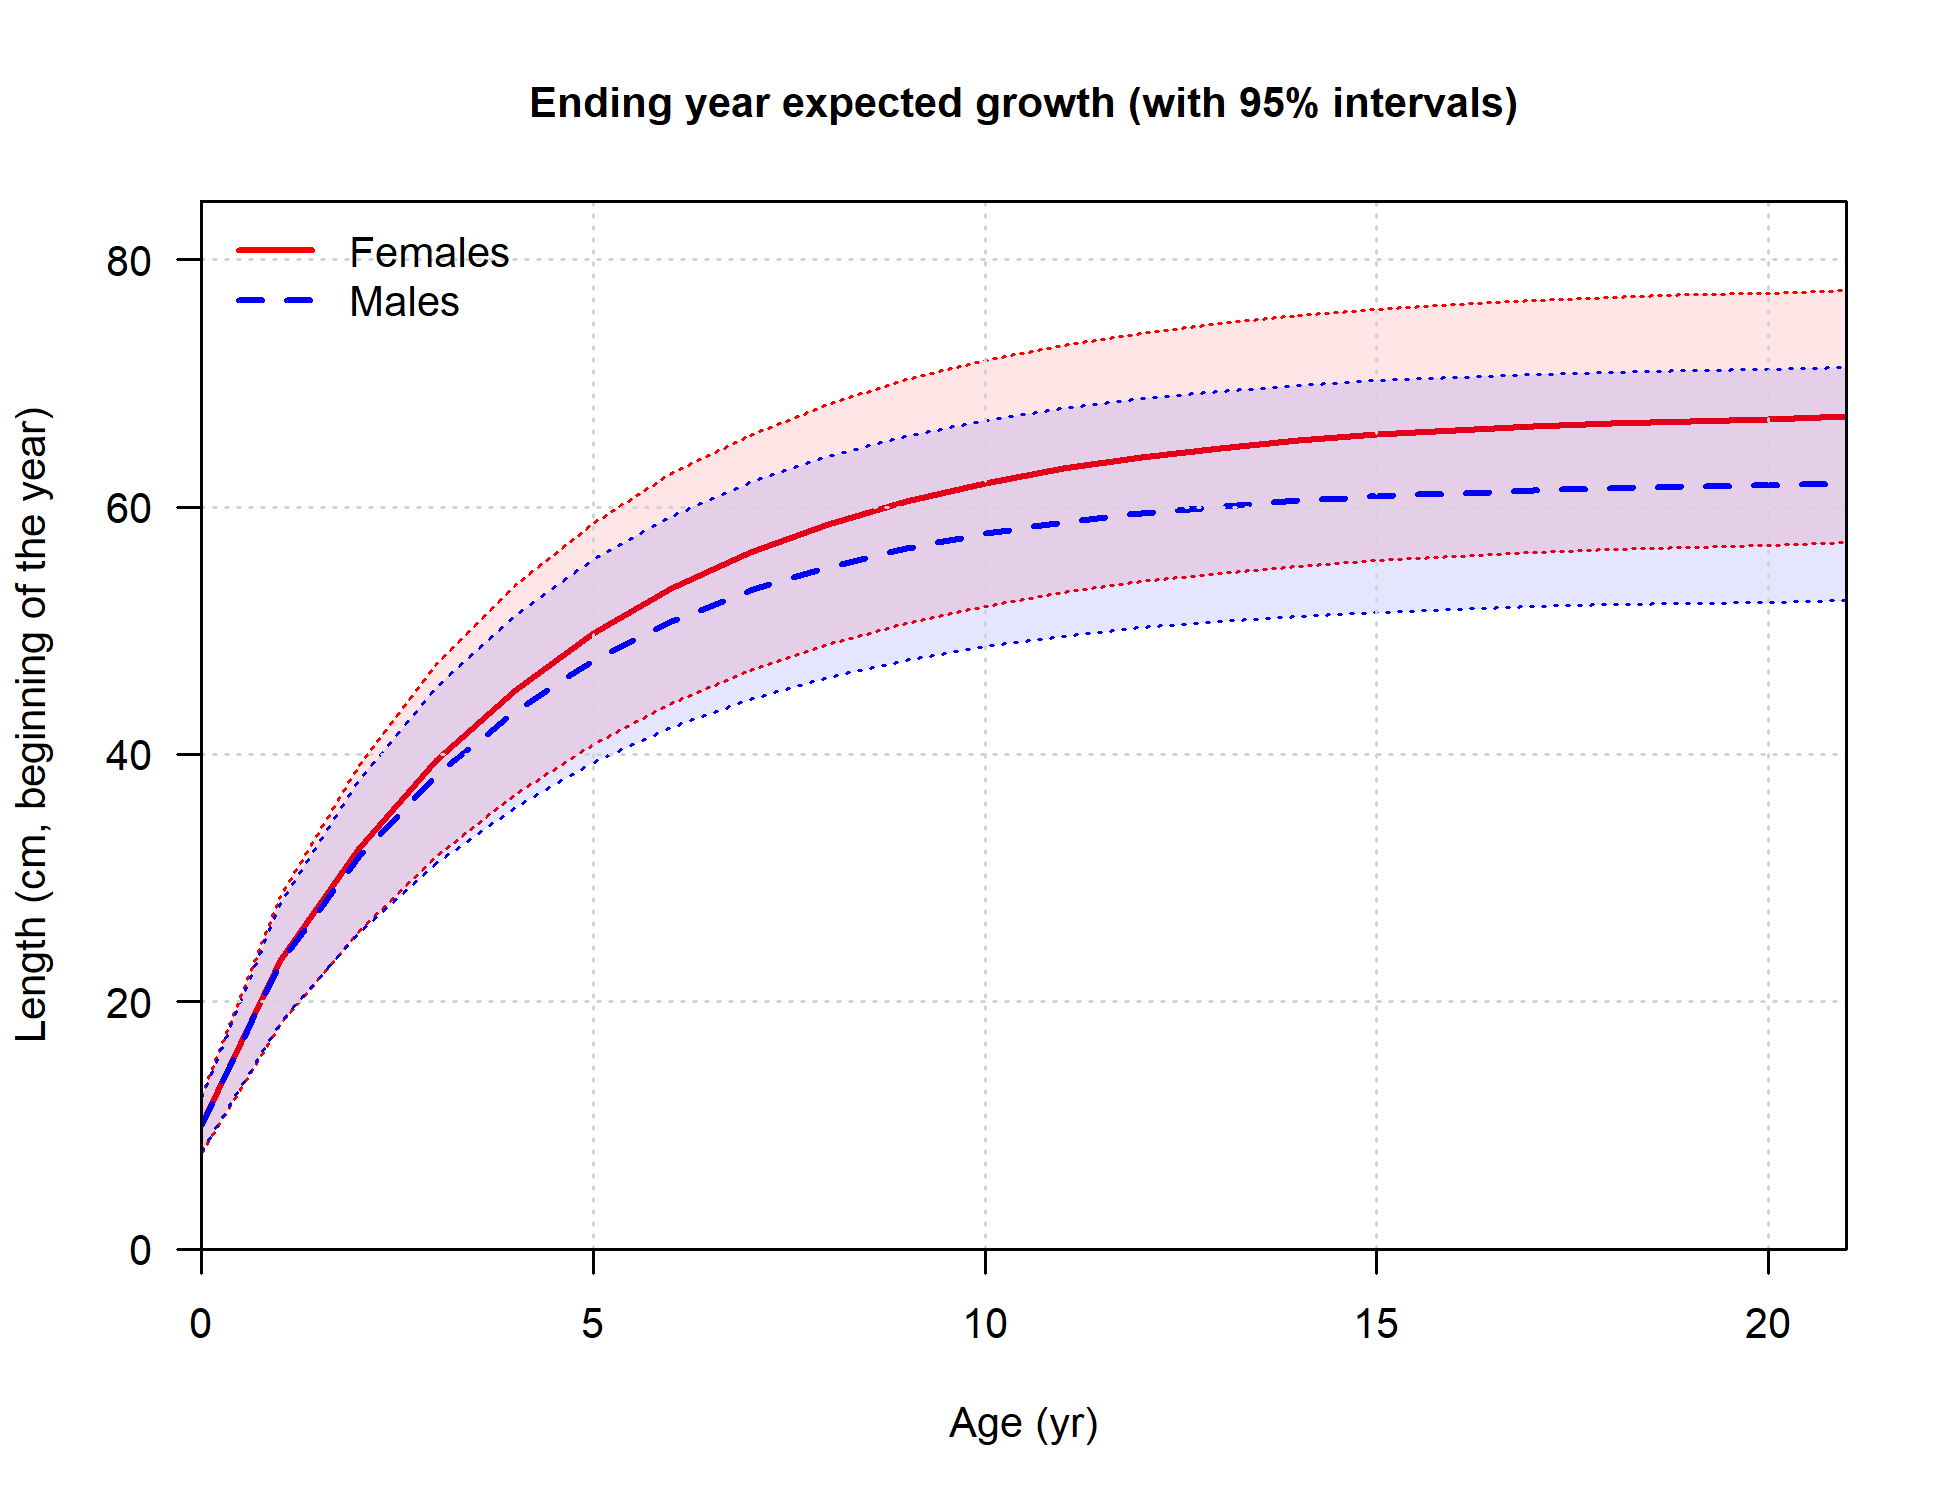 Ending year expected growth (with 95% intervals)
Females
Males
Length (cm, beginning of the year)
80
60
40
20
0
0 5 10 15 20
Age (yr)